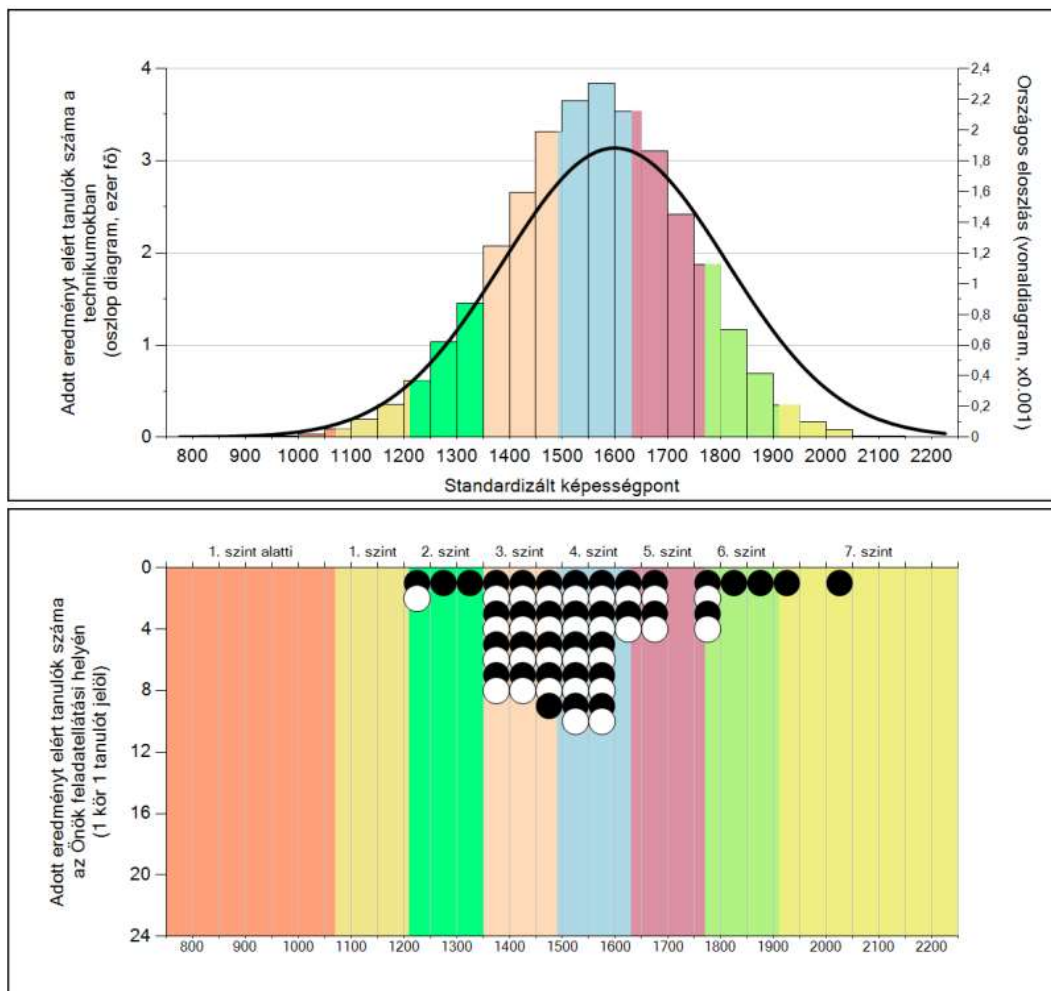 Adott eredményt elért tanulók száma a
technikumokban
(oszlop diagram, ezer fő)
4
3
2
1
0
2,4
2,2
2
1,8
1,6
1,4
1,2
1
0,8
0,6
0,4
0,2
0
Országos eloszlás (vonaldiagram, x0.001)
800 900 1000 1100 1200 1300 1400 1500 1600 1700 1800 1900 2000 2100 2200
Standardizált képességpont
1. szint alatti 1. szint 2. szint 3. szint 4. szint 5. szint 6. szint 7. szint
Adott eredményt elért tanulók száma
az Önök feladatellátási helyén
(1 kör 1 tanulót jelöl)
0
4
8
12
16
20
24
800 900 1000 1100 1200 1300 1400 1500 1600 1700 1800 1900 2000 2100 2200